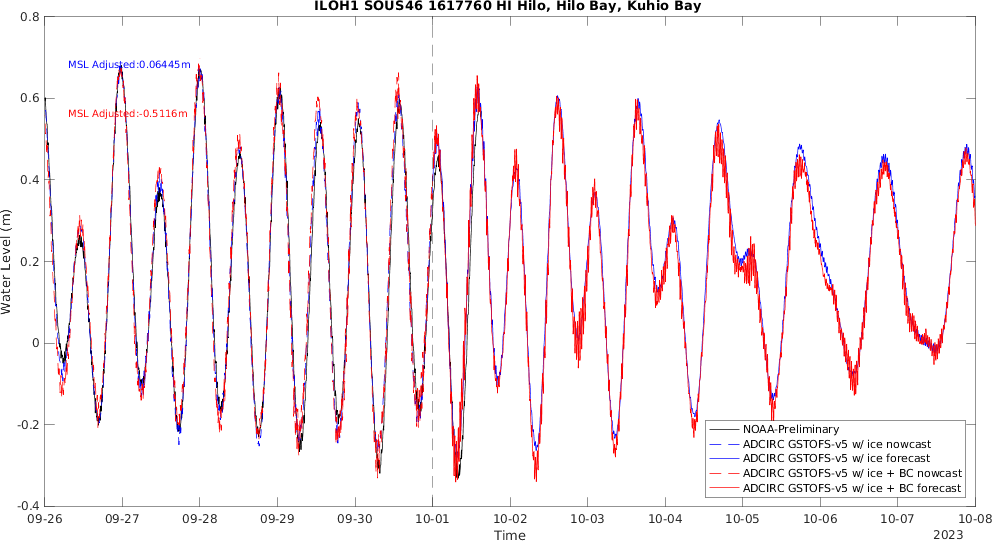 ILOH1 SOUS46 1617760 HI Hilo, Hilo Bay, Kuhio Bay
0.8
0.6
0.4
0.2
0
-0.2
-0.4
Water Level (m)
MSL Adjusted:0.06445m
MSL Adjusted:-0.5116m
NOAA-Preliminary
ADCIRC GSTOFS-v5 w/ ice nowcast
ADCIRC GSTOFS-v5 w/ ice forecast
ADCIRC GSTOFS-v5 w/ ice + BC nowcast
ADCIRC GSTOFS-v5 w/ ice + BC forecast
09-26 09-27 09-28 09-29 09-30 10-01 10-02 10-03 10-04 10-05 10-06 10-07 10-08
Time
2023